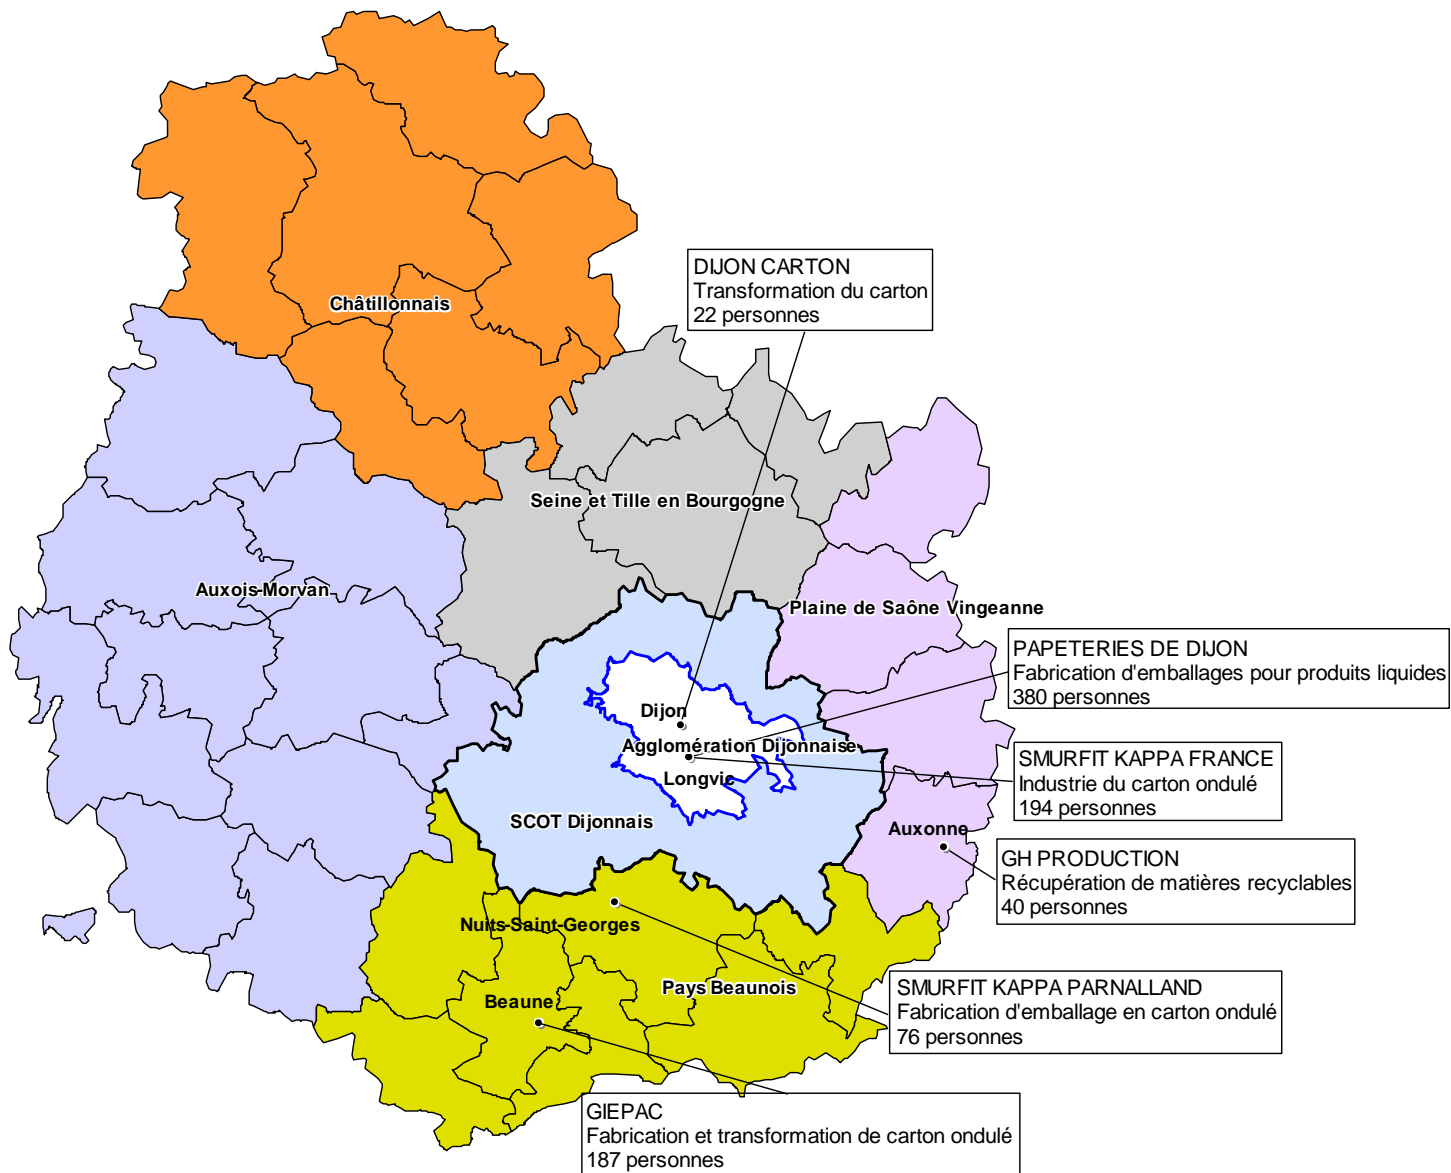 DIJON CARTON
Transformation du carton
22 personnes
Châtillonnais
Seine et Tille en Bourgogne
Auxois-Morvan
Plaine de Saône Vingeanne
PAPETERIES DE DIJON
Fabrication d'emballages pour produits liquides
380 personnes
Dijon
Agglomération Dijonnaise
Longvic
SMURFIT KAPPA FRANCE
Industrie du carton ondulé
194 personnes
SCOT Dijonnais
Auxonne
GH PRODUCTION
Récupération de matières recyclables
40 personnes
Nuits-Saint-Georges
Pays Beaunois
Beaune
SMURFIT KAPPA PARNALLAND
Fabrication d'emballage en carton ondulé
76 personnes
GIEPAC
Fabrication et transformation de carton ondulé
187 personnes